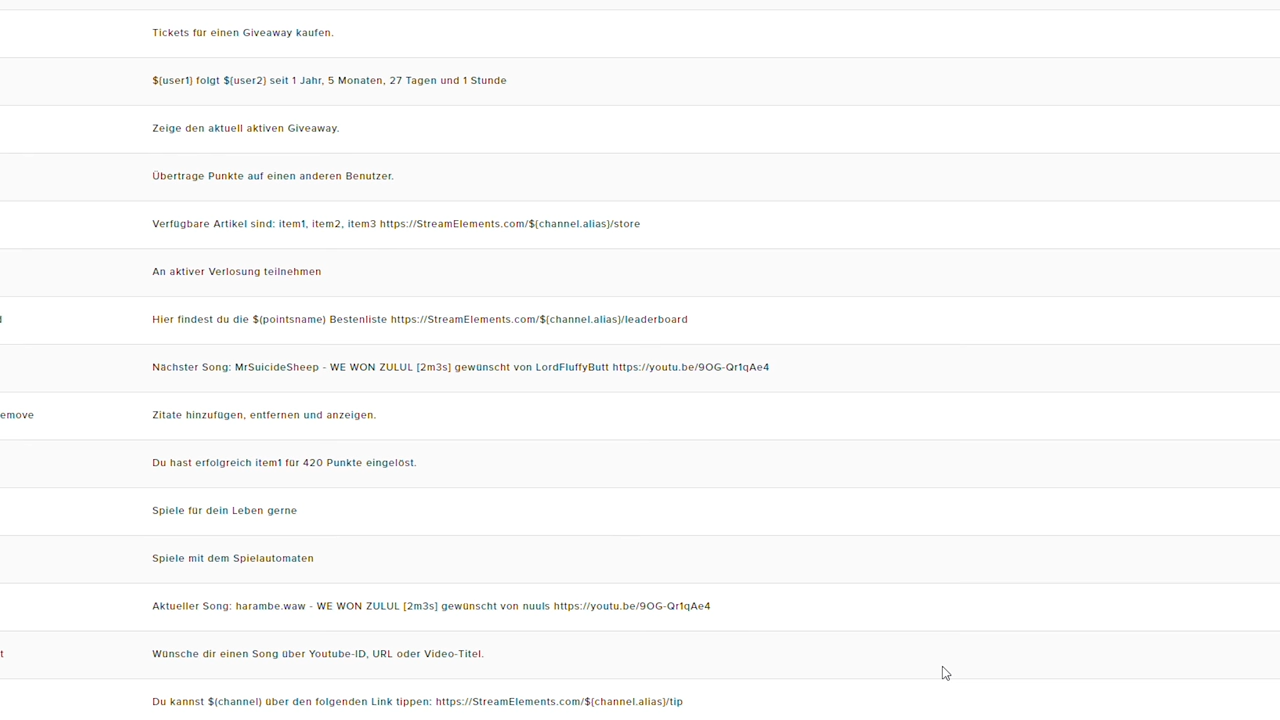 Tickets für einen Giveaway kaufen.
${user1} folgt ${user2} seit 1 Jahr, 5 Monaten, 27 Tagen und 1 Stunde
Zeige den aktuell aktiven Giveaway.
Übertrage Punkte auf einen anderen Benutzer.
Verfügbare Artikel sind: item1, item2, item3 https://StreamElements.com/${channel.alias}/store
An aktiver Verlosung teilnehmen
d Hier findest du die $(pointsname) Bestenliste https://StreamElements.com/${channel.alias}/leaderboard
Nächster Song: MrSuicideSheep - WE WON ZULUL [2m3s] gewünscht von LordFluffyButt https://youtu.be/9OG-Qr1qAe4
emove Zitate hinzufügen, entfernen und anzeigen.
Du hast erfolgreich item1 für 420 Punkte eingelöst.
Spiele für dein Leben gerne
Spiele mit dem Spielautomaten
Aktueller Song: harambe.waw - WE WON ZULUL [2m3s] gewünscht von nuuls https://youtu.be/9OG-Qr1qAe4
t Wünsche dir einen Song über Youtube-ID, URL oder Video-Titel.
Du kannst $(channel) über den folgenden Link tippen: https://StreamElements.com/${channel.alias}/tip